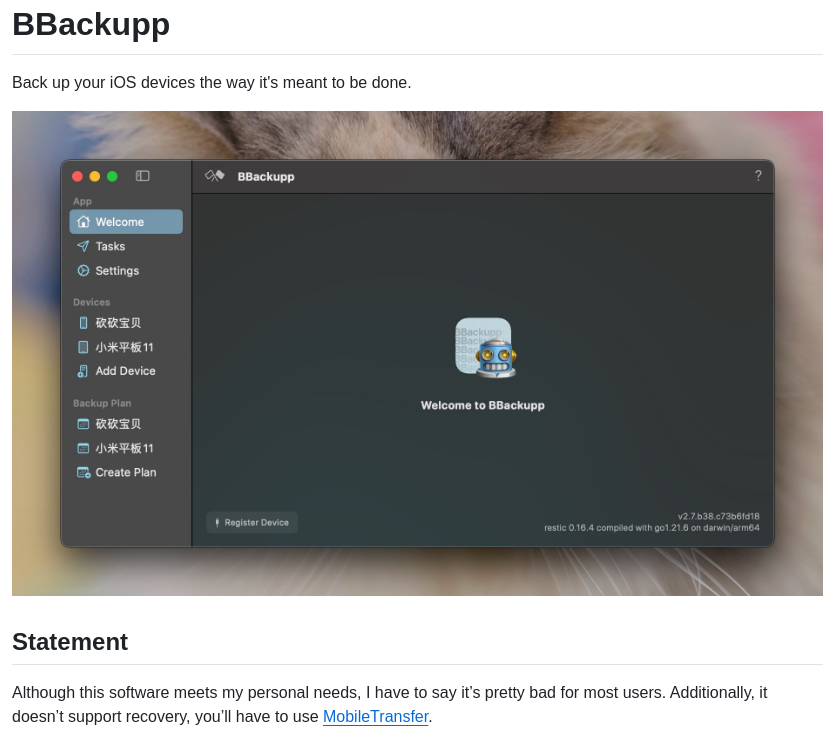 BBackupp
Back up your iOS devices the way it's meant to be done.
BBackupp
?
App
Welcome
Tasks
Settings
Devices
砍砍宝贝
小米平板11
Add Device
Backup Plan
砍砍宝贝
小米平板11
Create Plan
BBackupp
Welcome to BBackupp
Register Device
v2.7.b38.c73b6fd18
restic 0.16.4 compiled with go1.21.6 on darwin/arm64
Statement
Although this software meets my personal needs, I have to say it’s pretty bad for most users. Additionally, it
doesn’t support recovery, you’ll have to use MobileTransfer.